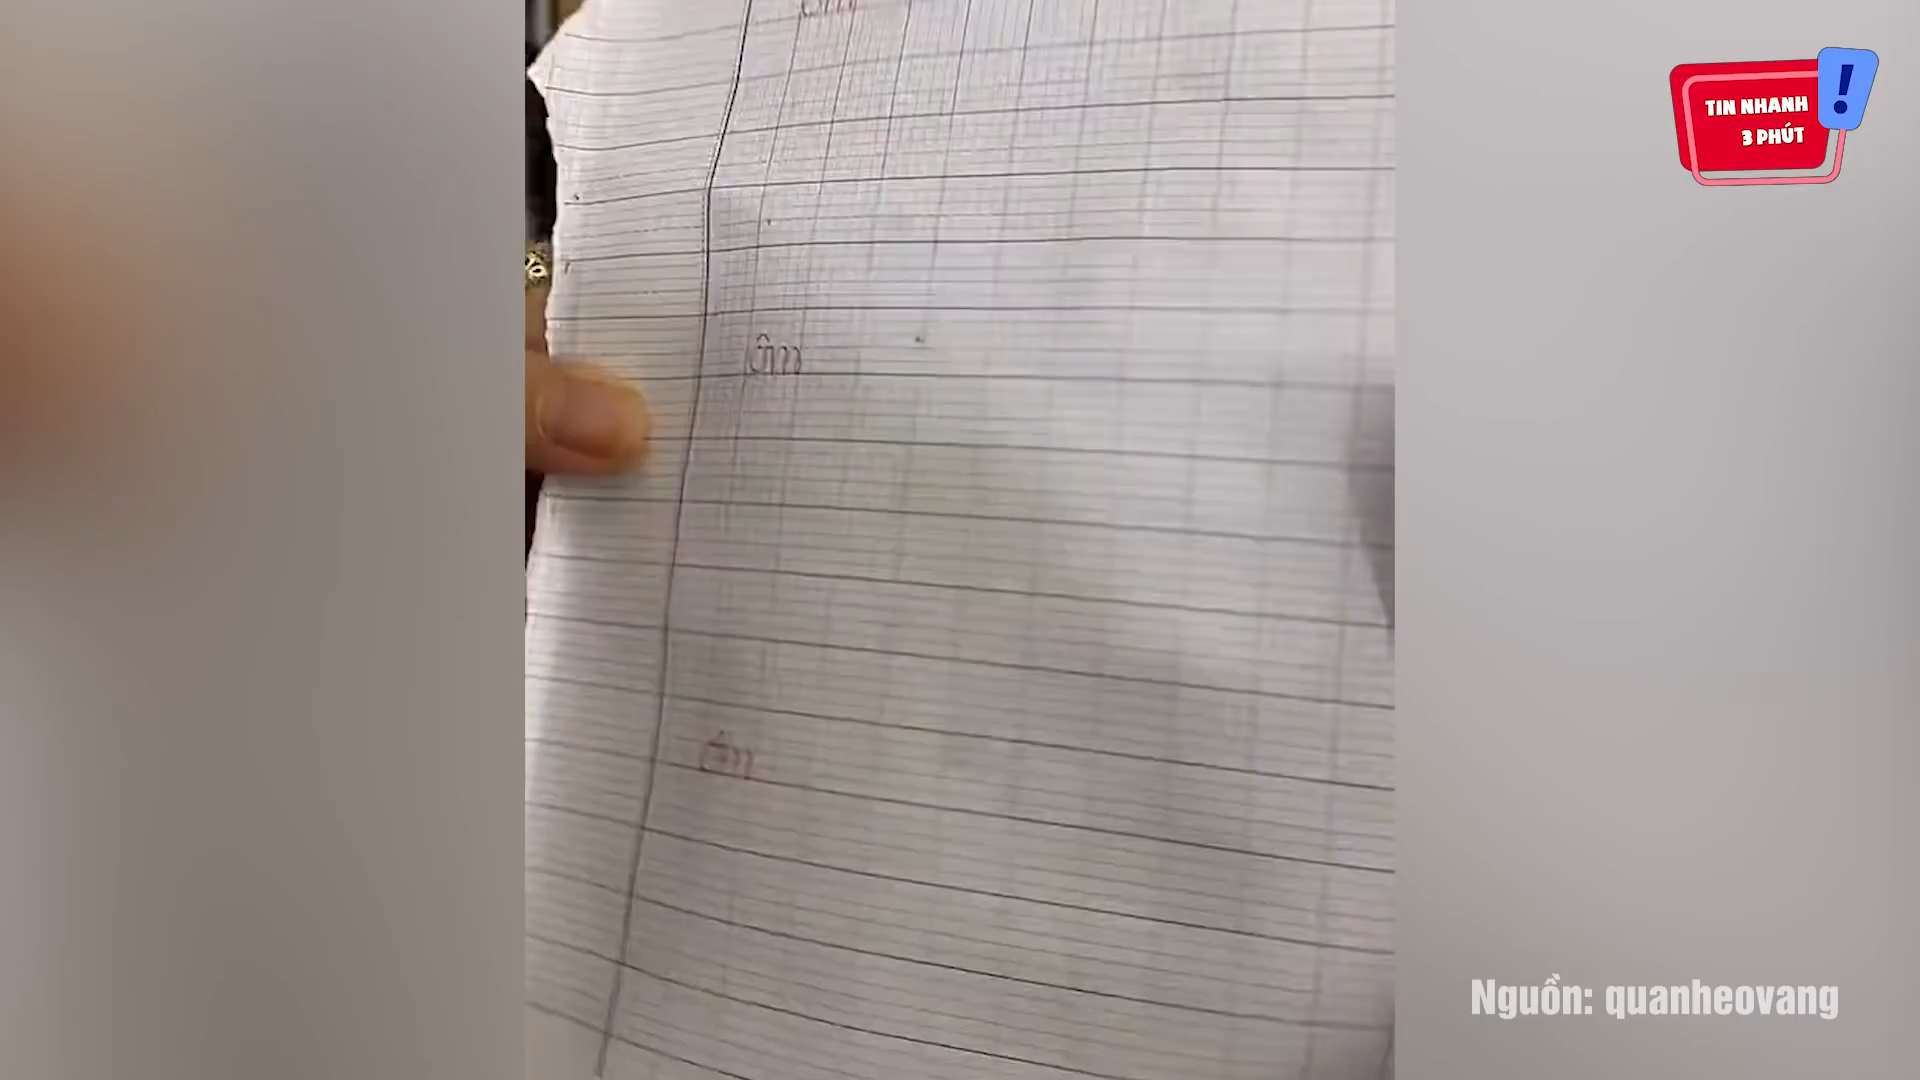 TIN NHANH
3 PHÚT
!
ôm
ôm
Nguồn: quanheovang